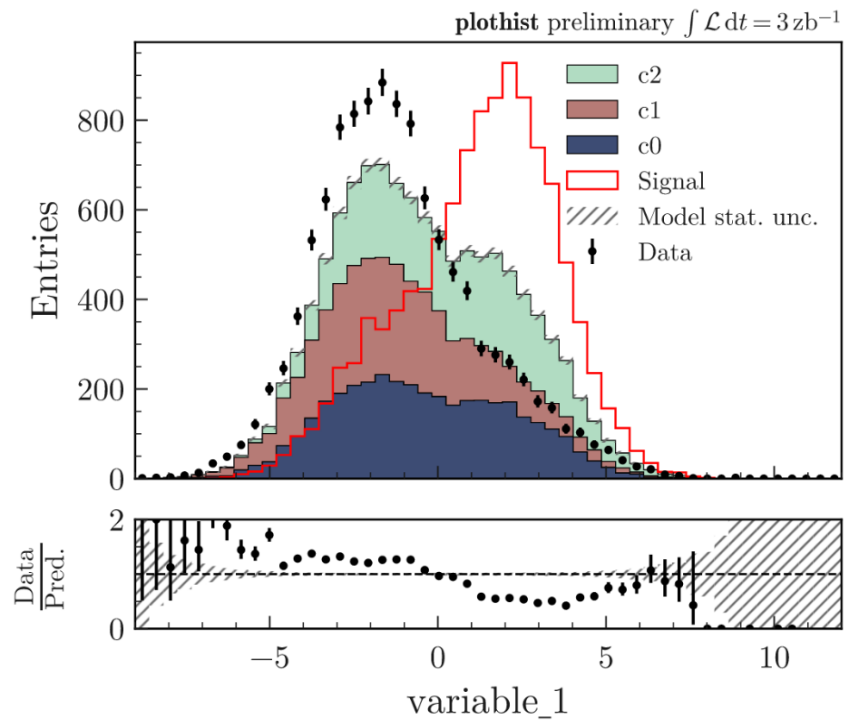 plothist preliminary ∫ ℒ dt = 3 zb⁻¹
c2
c1
c0
Signal
Model stat. unc.
Data
Entries
800
600
400
200
0
Data
Pred.
2
1
0
−5
0
5
10
variable_1